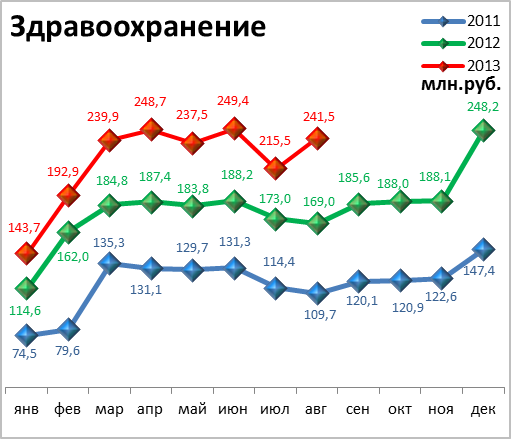 Здравоохранение
2011
2012
2013
млн.руб.
239,9 248,7 237,5 249,4 215,5 241,5 248,2
143,7 192,9
184,8 187,4 183,8 188,2 173,0 169,0 185,6 188,0 188,1
114,6 162,0
135,3 131,1 129,7 131,3 114,4 109,7 120,1 120,9 122,6 147,4
74,5 79,6
янв фев мар апр май июн июл авг сен окт ноя дек